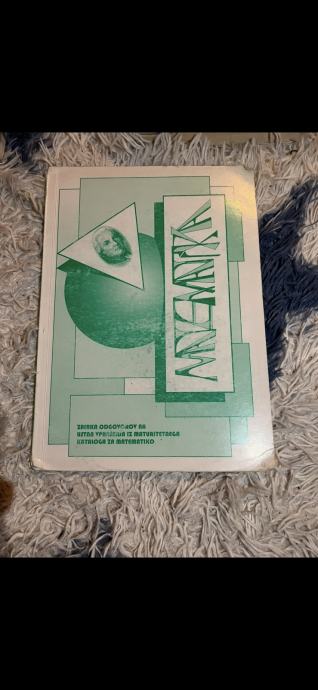 MATEMATIKA
ZBIRKA ODGOVOROV NA
USTNA VPRAŠANJA IZ MATURITETNEGA
KATALOGA ZA MATEMATIKO